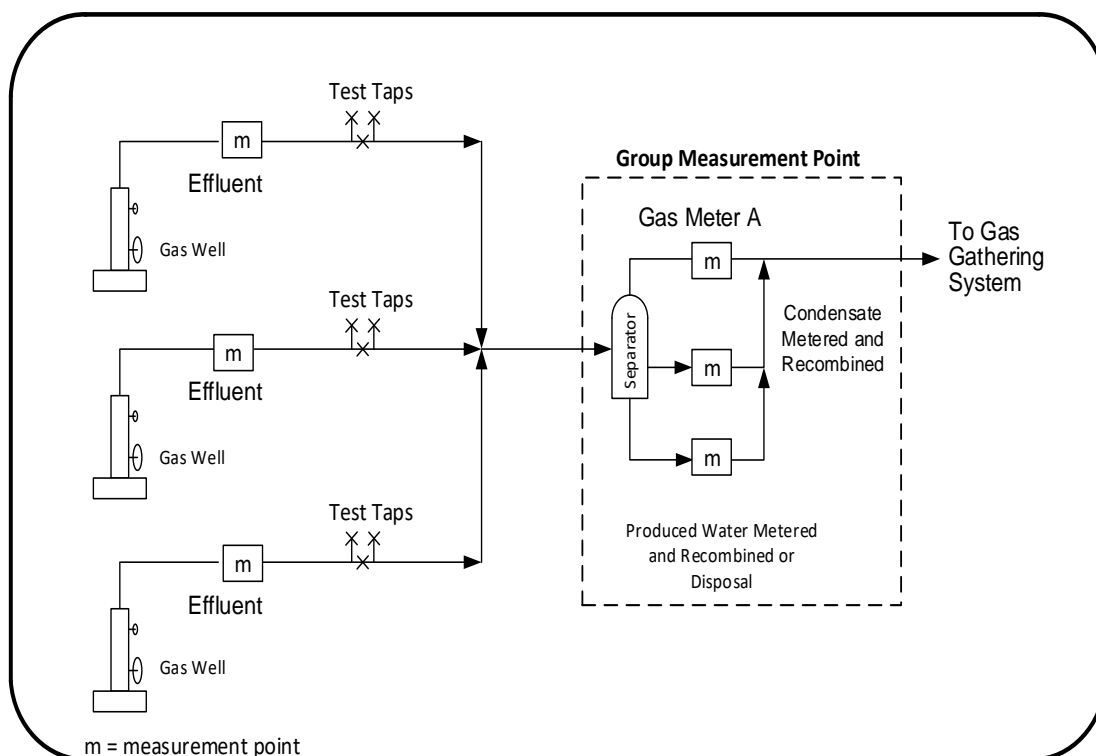 Test Taps
m
Effluent
Gas Well
Test Taps
m
Effluent
Gas Well
Test Taps
m
Effluent
Gas Well
Group Measurement Point
Gas Meter A
m
Separator
m
m
Condensate
Metered and
Recombined
Produced Water Metered
and Recombined or
Disposal
To Gas
Gathering
System
m = measurement point